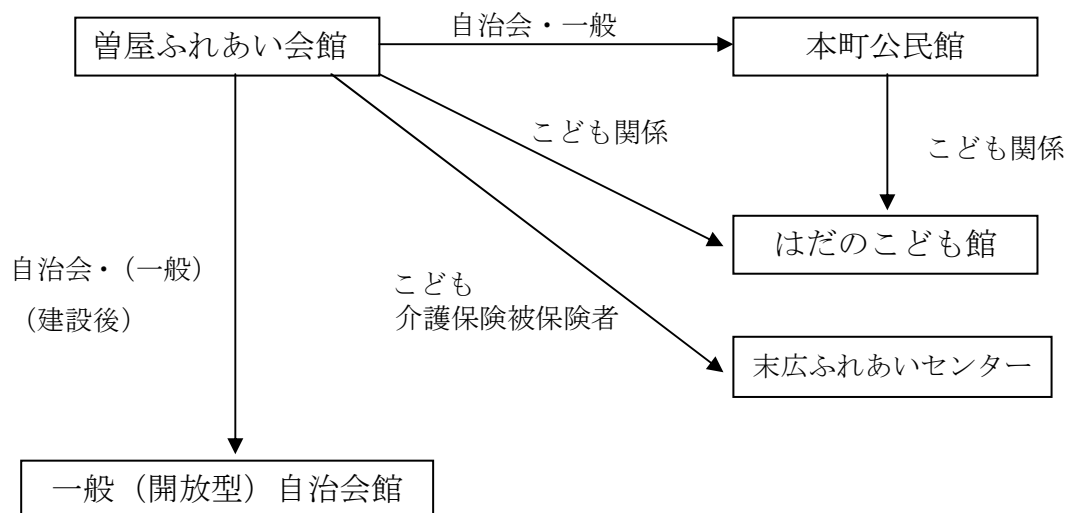 自治会・一般
曽屋ふれあい会館
本町公民館
こども関係
こども関係
はだのこども館
自治会・（一般）
（建設後）
こども
介護保険被保険者
末広ふれあいセンター
一般（開放型）自治会館